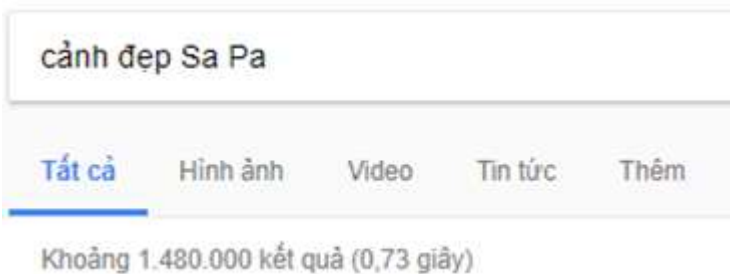 cảnh đẹp Sa Pa
Tất cả Hình ảnh Video Tin tức Thêm
Khoảng 1.480.000 kết quả (0,73 giây)